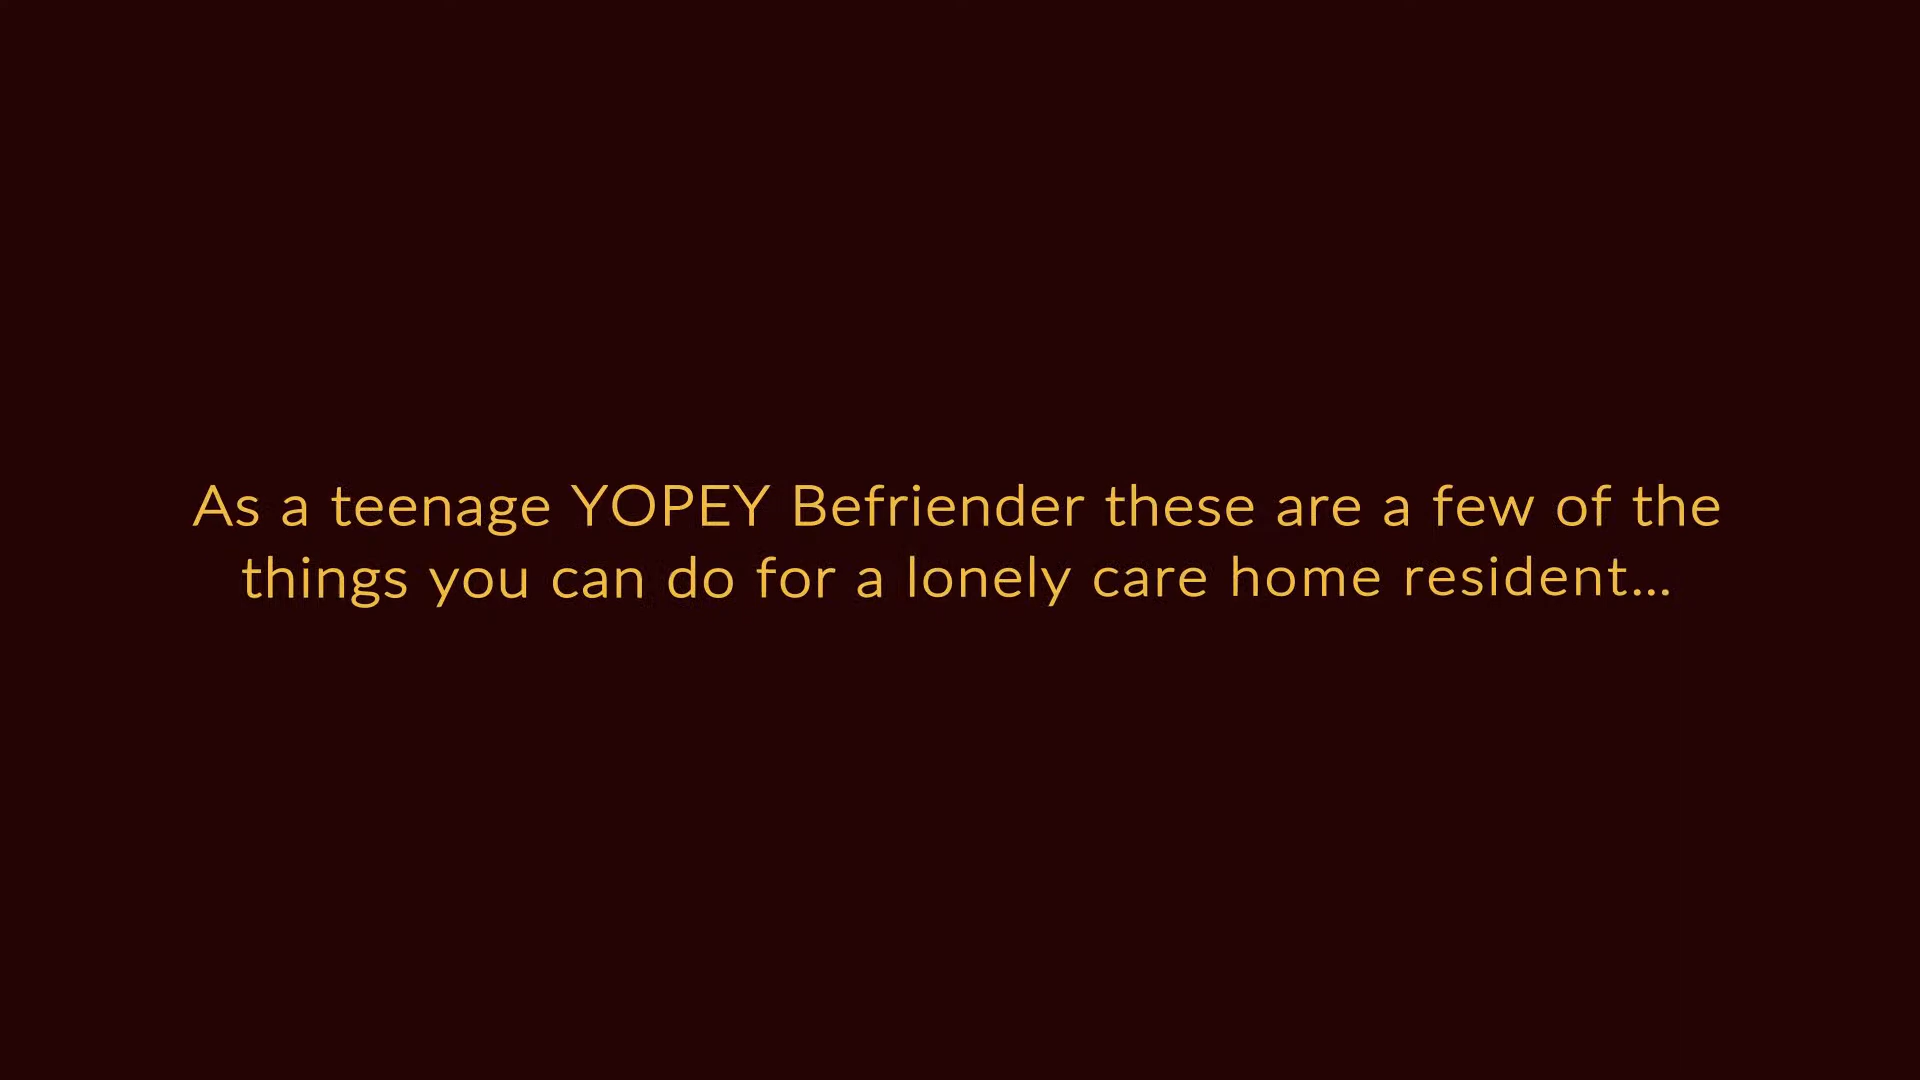 As a teenage YOPEY Befriender these are a few of the
things you can do for a lonely care home resident...